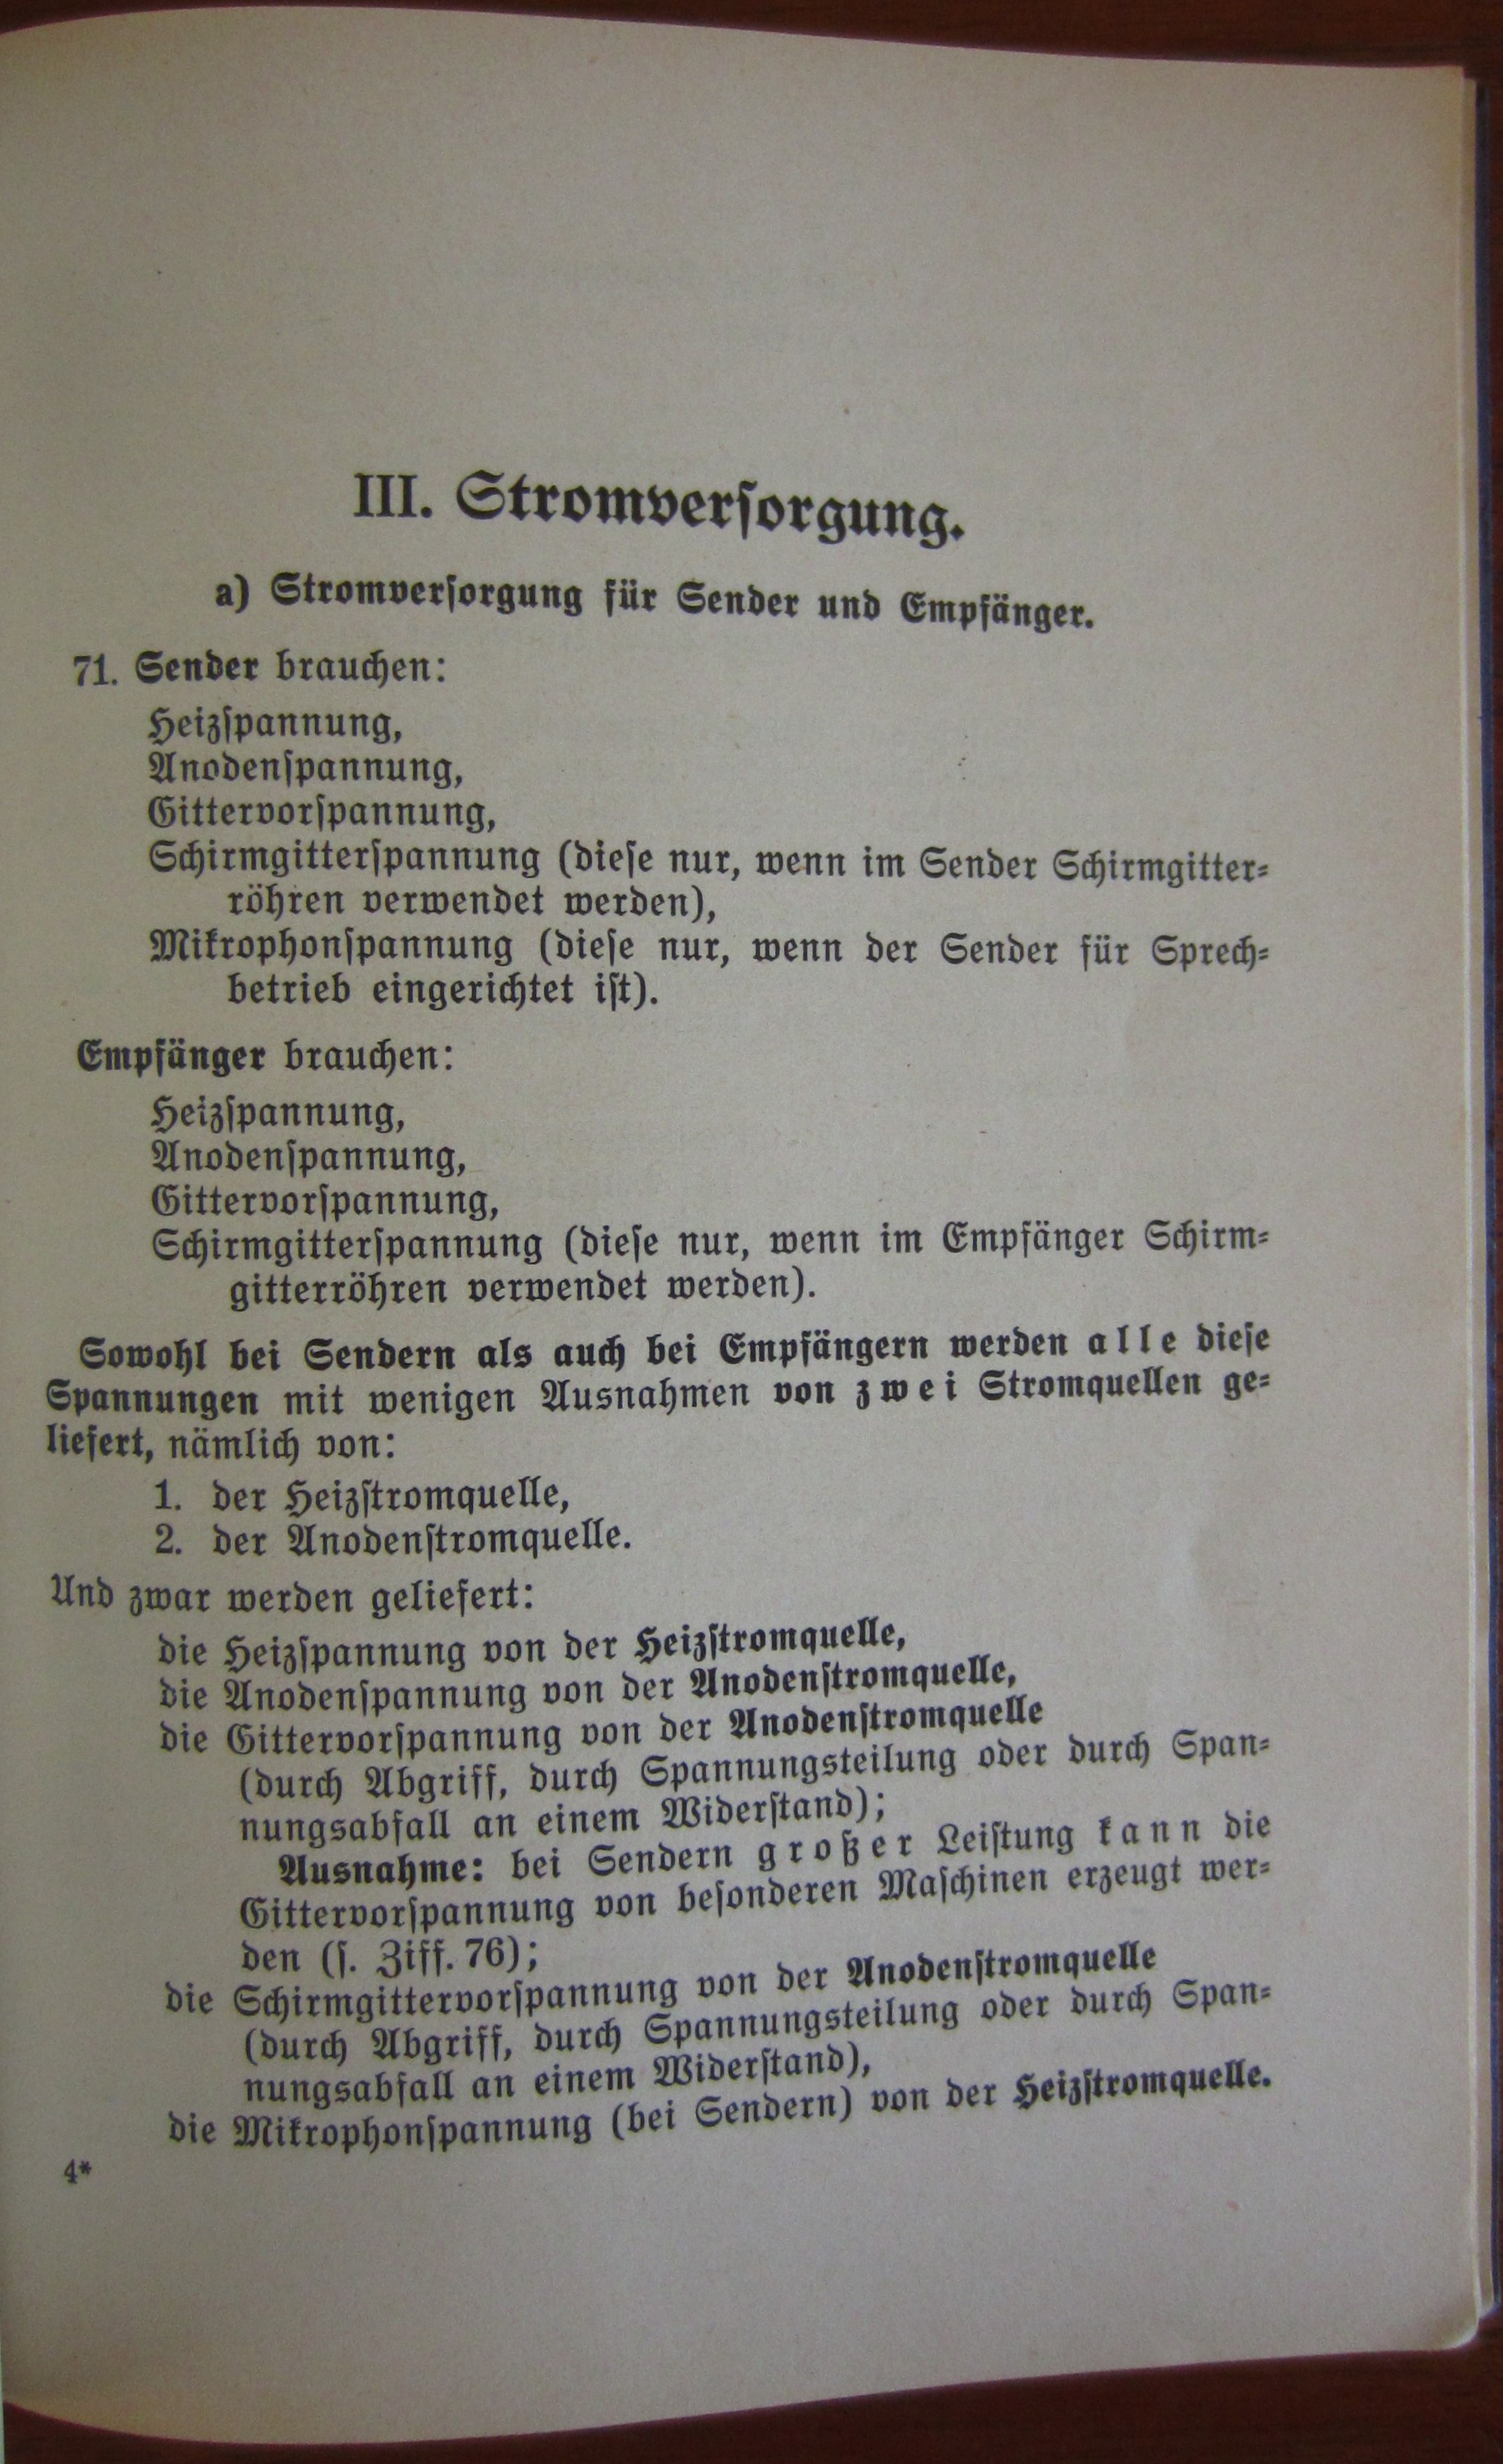 III. Stromversorgung.
a) Stromversorgung für Sender und Empfänger.
71. Sender brauchen:
Heizspannung,
Anodenspannung,
Gittervorspannung,
Schirmgitterspannung (diese nur, wenn im Sender Schirmgitter-
röhren verwendet werden),
Mikrophonspannung (diese nur, wenn der Sender für Sprech-
betrieb eingerichtet ist).
Empfänger brauchen:
Heizspannung,
Anodenspannung,
Gittervorspannung,
Schirmgitterspannung (diese nur, wenn im Empfänger Schirm-
gitterröhren verwendet werden).
Sowohl bei Sendern als auch bei Empfängern werden alle diese
Spannungen mit wenigen Ausnahmen von zwei Stromquellen ge-
liefert, nämlich von:
1. der Heizstromquelle,
2. der Anodenstromquelle.
Und zwar werden geliefert:
die Heizspannung von der Heizstromquelle,
die Anodenspannung von der Anodenstromquelle,
die Gittervorspannung von der Anodenstromquelle
(durch Abgriff, durch Spannungsteilung oder durch Span-
nungsabfall an einem Widerstand);
Ausnahme: bei Sendern großer Leistung kann die
Gittervorspannung von besonderen Maschinen erzeugt wer-
den (s. Ziff. 76);
die Schirmgittervorspannung von der Anodenstromquelle
(durch Abgriff, durch Spannungsteilung oder durch Span-
nungsabfall an einem Widerstand),
die Mikrophonspannung (bei Sendern) von der Heizstromquelle.
4*